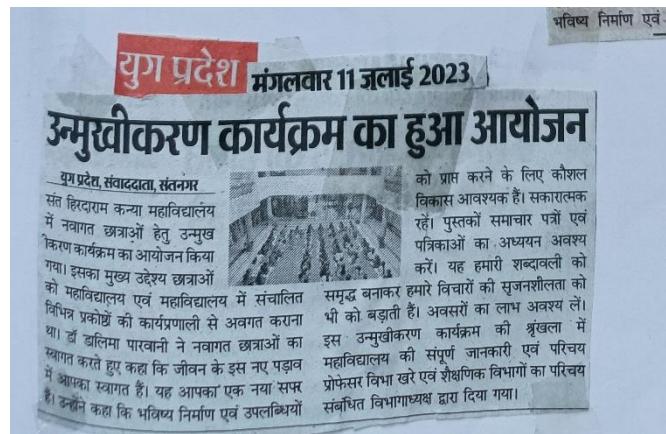 भविष्य निर्माण एवं
युग प्रदेश मंगलवार 11 जुलाई 2023
उन्मुखीकरण कार्यक्रम का हुआ आयोजन
युग प्रदेश, संवाददाता, संतनगर
संत हिरदाराम कन्या महाविद्यालय
में नवागत छात्राओं हेतु उन्मुख
ीकरण कार्यक्रम का आयोजन किया
गया। इसका मुख्य उद्देश्य छात्राओं
को महाविद्यालय एवं महाविद्यालय में संचालित
विभिन्न प्रकोष्ठों की कार्यप्रणाली से अवगत कराना
था। डॉ डालिमा पारवानी ने नवागत छात्राओं का
स्वागत करते हुए कहा कि जीवन के इस नए पड़ाव
में आपका स्वागत हैं। यह आपका एक नया सफर
है। उन्होंने कहा कि भविष्य निर्माण एवं उपलब्धियों
को प्राप्त करने के लिए कौशल
विकास आवश्यक हैं। सकारात्मक
रहें। पुस्तकों समाचार पत्रों एवं
पत्रिकाओं का अध्ययन अवश्य
करें। यह हमारी शब्दावली को
समृद्ध बनाकर हमारे विचारों की सृजनशीलता को
भी को बड़ाती हैं। अवसरों का लाभ अवश्य लें।
इस उन्मुखीकरण कार्यक्रम की श्रृंखला में
महाविद्यालय की संपूर्ण जानकारी एवं परिचय
प्रोफेसर विभा खरे एवं शैक्षणिक विभागों का परिचय
संबंधित विभागाध्यक्ष द्वारा दिया गया।